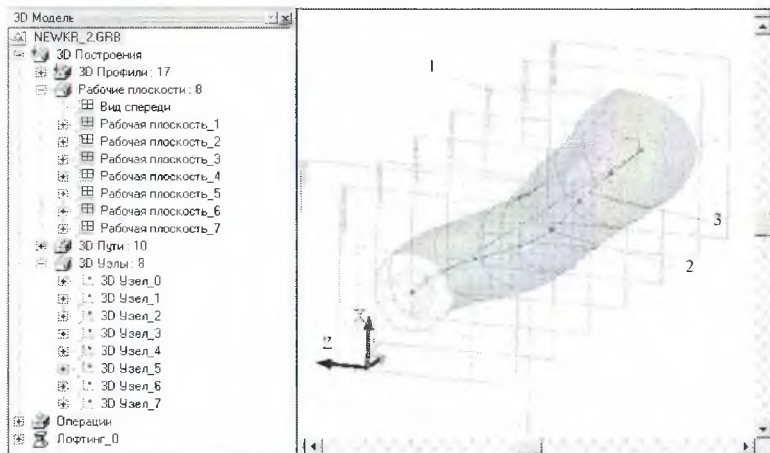 3D Модель
NEWKR_2.GRB
3D Построения
3D Профили : 17
Рабочие плоскости : 8
Вид спереди
Рабочая плоскость_1
Рабочая плоскость_2
Рабочая плоскость_3
Рабочая плоскость_4
Рабочая плоскость_5
Рабочая плоскость_6
Рабочая плоскость_7
3D Пути : 10
3D Узлы : 8
3D Узел_0
3D Узел_1
3D Узел_2
3D Узел_3
3D Узел_4
3D Узел_5
3D Узел_6
3D Узел_7
Операции
Лофтинг_0
1
3
2
X
Z